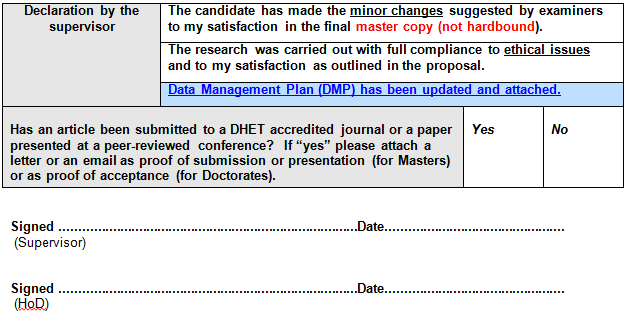 Declaration by the
supervisor
The candidate has made the minor changes suggested by examiners
to my satisfaction in the final master copy (not hardbound).
The research was carried out with full compliance to ethical issues
and to my satisfaction as outlined in the proposal.
Data Management Plan (DMP) has been updated and attached.
Has an article been submitted to a DHET accredited journal or a paper
presented at a peer-reviewed conference? If “yes” please attach a
letter or an email as proof of submission or presentation (for Masters)
or as proof of acceptance (for Doctorates).
Yes
No
Signed ..........................................................................Date.............................................
(Supervisor)
Signed ..........................................................................Date.............................................
(HoD)